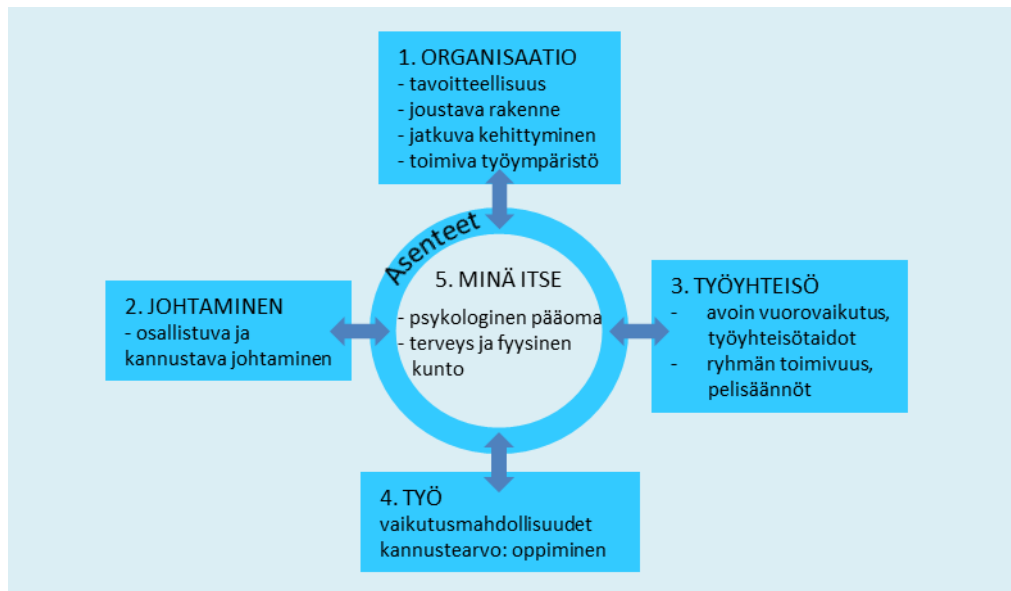 1. ORGANISAATIO
- tavoitteellisuus
- joustava rakenne
- jatkuva kehittyminen
- toimiva työympäristö
Asenteet
5. MINÄ ITSE
- psykologinen pääoma
- terveys ja fyysinen
kunto
2. JOHTAMINEN
- osallistuva ja
kannustava johtaminen
3. TYÖYHTEISÖ
- avoin vuorovaikutus,
työyhteisötaidot
- ryhmän toimivuus,
pelisäännöt
4. TYÖ
vaikutusmahdollisuudet
kannustearvo: oppiminen